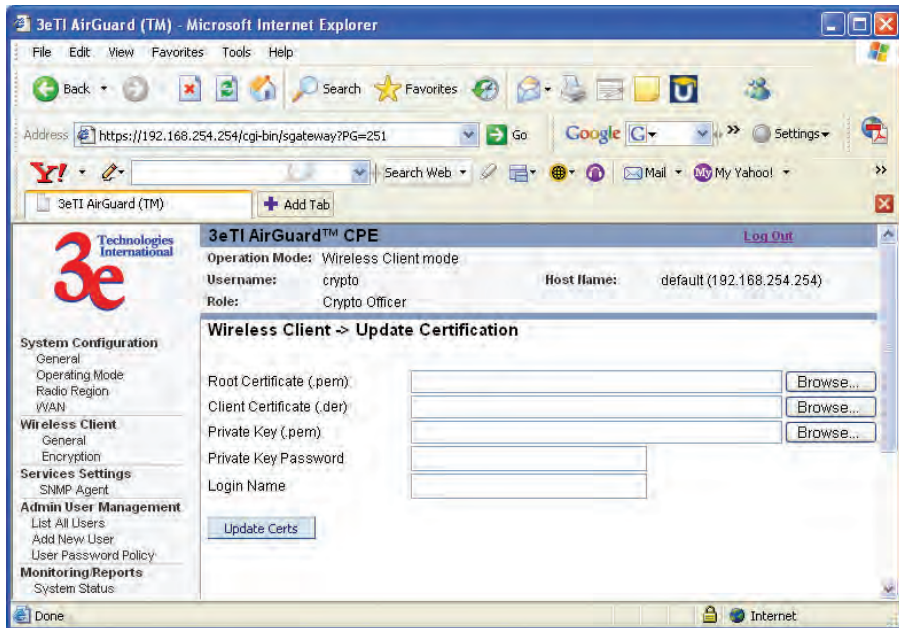 3eTI AirGuard (TM) - Microsoft Internet Explorer
File Edit View Favorites Tools Help
Back Search Favorites
Address https://192.168.254.254/cgi-bin/sgateway?PG=251 Go Google G Settings
Y! Search Web Mail My My Yahoo!
3eTI AirGuard (TM) Add Tab
3e Technologies International
3eTI AirGuard™ CPE Log Out
Operation Mode: Wireless Client mode
Username: crypto Host Name: default (192.168.254.254)
Role: Crypto Officer
System Configuration
General
Operating Mode
Radio Region
WAN
Wireless Client
General
Encryption
Services Settings
SNMP Agent
Admin User Management
List All Users
Add New User
User Password Policy
Monitoring/Reports
System Status
Wireless Client -> Update Certification
Root Certificate (.pem) Browse...
Client Certificate (.der) Browse...
Private Key (.pem) Browse...
Private Key Password
Login Name
Update Certs
Done Internet